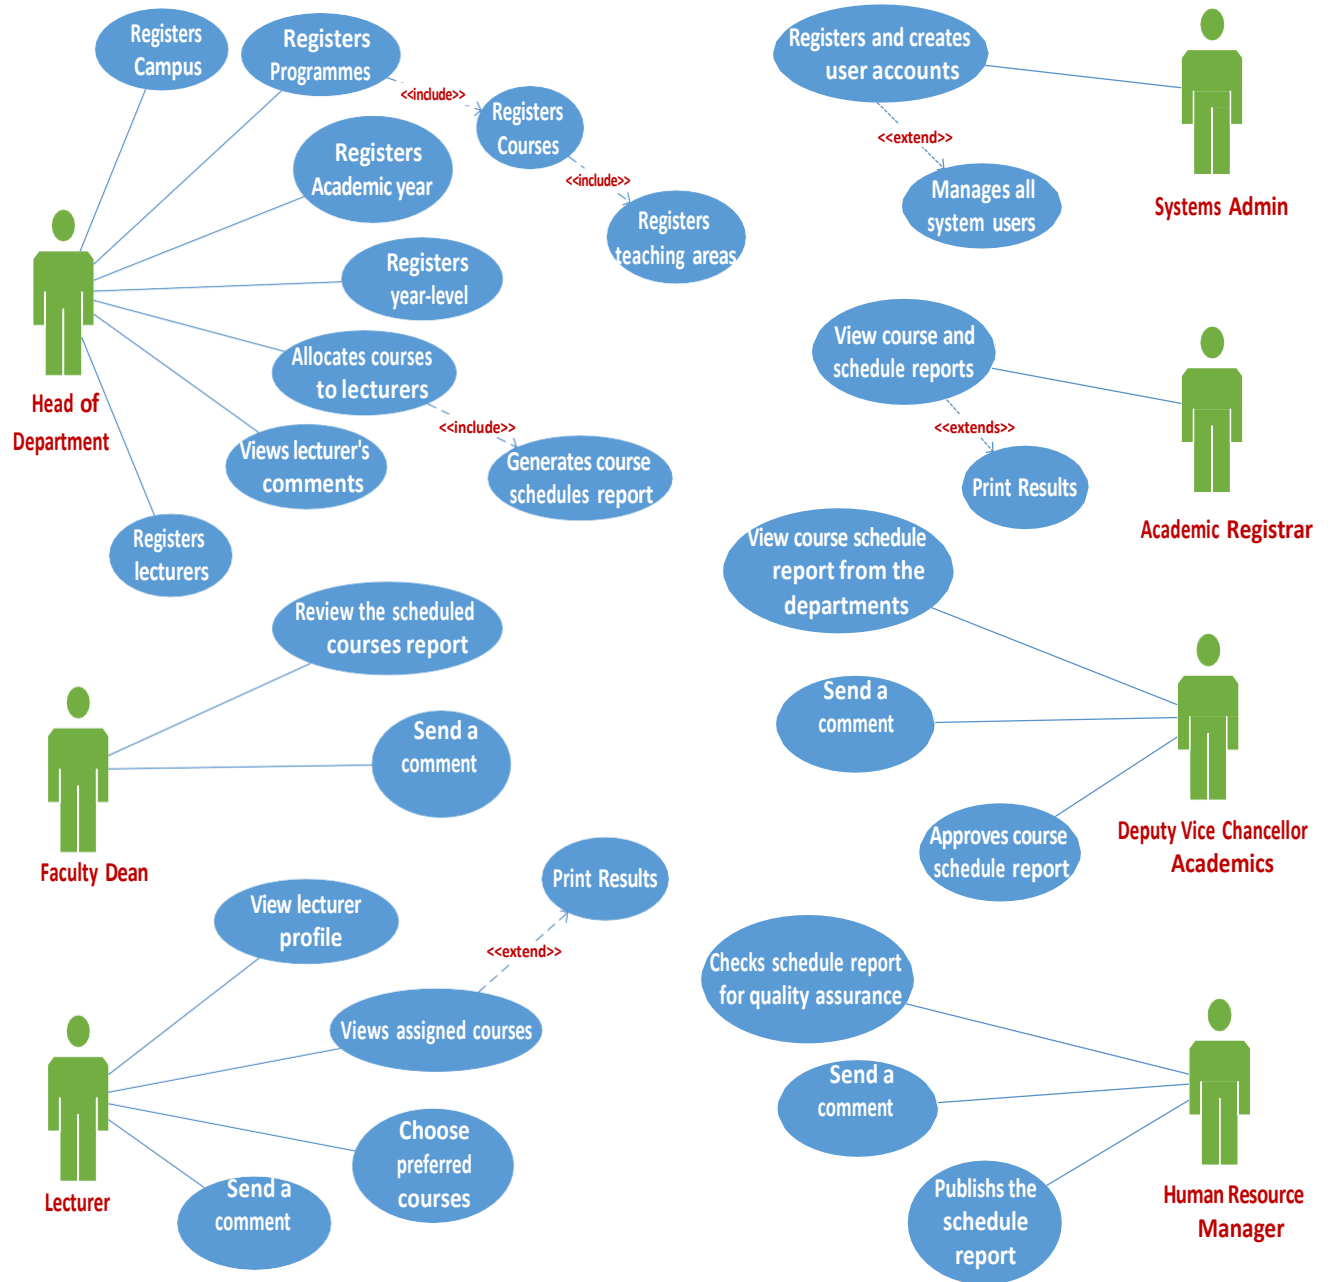 Registers
Campus
Registers
Programmes
<<include>>
Registers
Courses
<<include>>
Registers
teaching areas
Registers
Academic year
Registers
year-level
Allocates courses
to lecturers
<<include>>
Generates course
schedules report
Views lecturer's
comments
Registers
lecturers
Head of
Department
Registers and creates
user accounts
<<extend>>
Manages all
system users
Systems Admin
View course and
schedule reports
<<extends>>
Print Results
Academic Registrar
Review the scheduled
courses report
Send a
comment
Faculty Dean
View course schedule
report from the
departments
Send a
comment
Approves course
schedule report
Deputy Vice Chancellor
Academics
View lecturer
profile
Print Results
<<extend>>
Views assigned courses
Choose
preferred
courses
Send a
comment
Lecturer
Checks schedule report
for quality assurance
Send a
comment
Publishs the
schedule
report
Human Resource
Manager